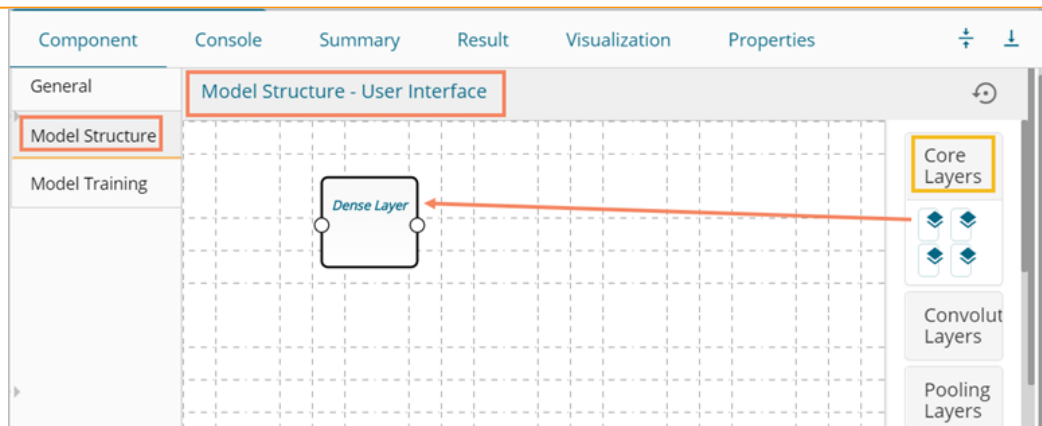 Component Console Summary Result Visualization Properties
General
Model Structure - User Interface
Model Structure
Model Training
Dense Layer
Core
Layers
Convolut
Layers
Pooling
Layers